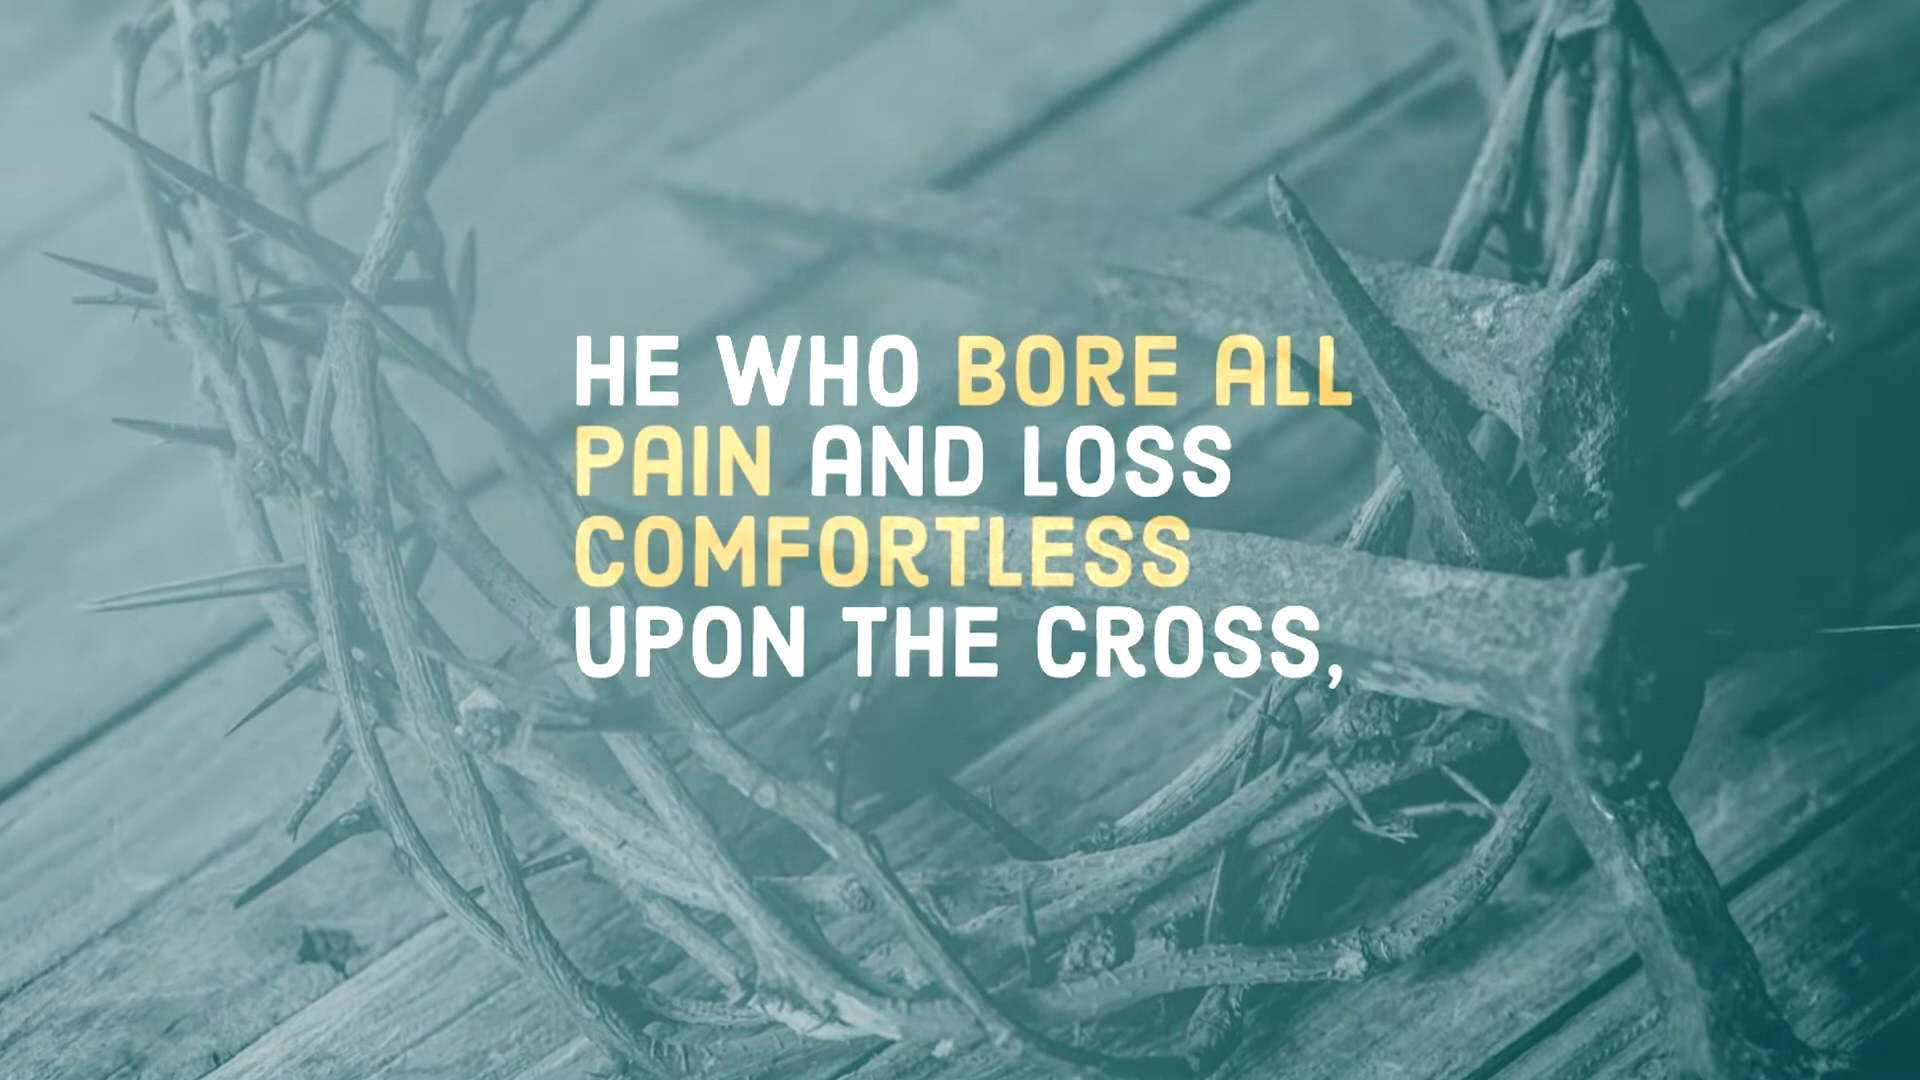 HE WHO BORE ALL
PAIN AND LOSS
COMFORTLESS
UPON THE CROSS,